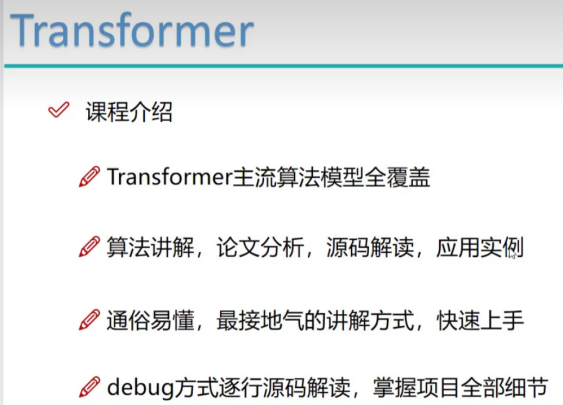 Transformer
课程介绍
Transformer主流算法模型全覆盖
算法讲解，论文分析，源码解读，应用实例
通俗易懂，最接地气的讲解方式，快速上手
debug方式逐行源码解读，掌握项目全部细节